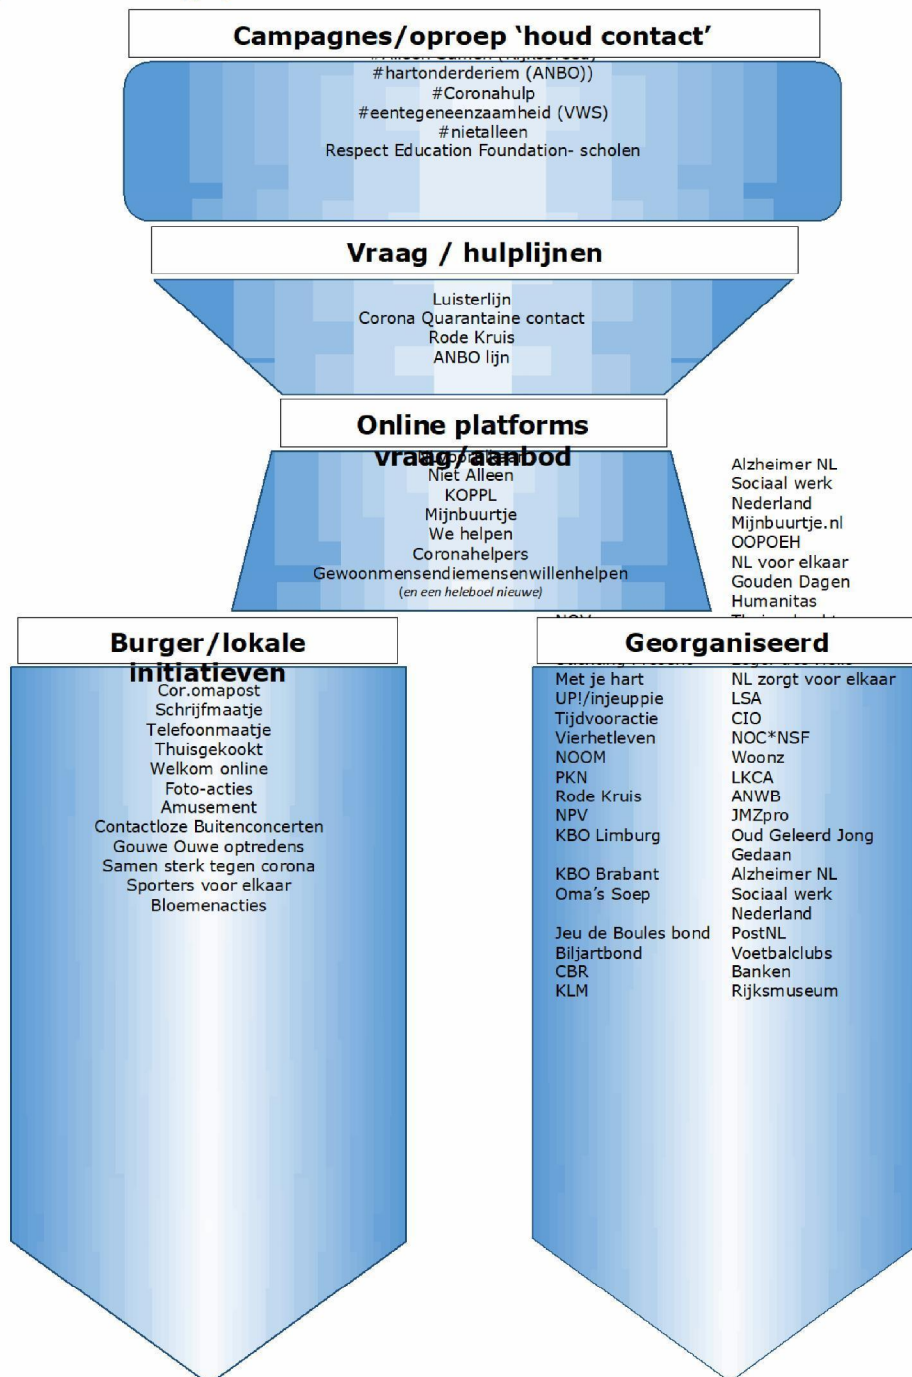 Campagnes/oproep ‘houd contact’
#hartonderderiem (ANBO))
#Coronahulp
#eentegeneenzaamheid (VWS)
#nietalleen
Respect Education Foundation- scholen
Vraag / hulplijnen
Luisterlijn
Corona Quarantaine contact
Rode Kruis
ANBO lijn
Online platforms
vraag/aanbod
Niet Alleen
KOPPL
Mijnbuurtje
We helpen
Coronahelpers
Gewoonmensendiemensenwillenhelpen
(en een heleboel nieuwe)
Burger/lokale
initiatieven
Cor.omapost
Schrijfmaatje
Telefoonmaatje
Thuisgekookt
Welkom online
Foto-acties
Amusement
Contactloze Buitenconcerten
Gouwe Ouwe optredens
Samen sterk tegen corona
Sporters voor elkaar
Bloemenacties
Alzheimer NL
Sociaal werk
Nederland
Mijnbuurtje.nl
OOPOEH
NL voor elkaar
Gouden Dagen
Humanitas
Georganiseerd
Met je hart NL zorgt voor elkaar
UP!/injeuppie LSA
Tijdvooractie CIO
Vierhetleven NOC*NSF
NOOM Woonz
PKN LKCA
Rode Kruis ANWB
NPV JMZpro
KBO Limburg Oud Geleerd Jong
Gedaan
KBO Brabant Alzheimer NL
Oma’s Soep Sociaal werk
Nederland
Jeu de Boules bond PostNL
Biljartbond Voetbalclubs
CBR Banken
KLM Rijksmuseum